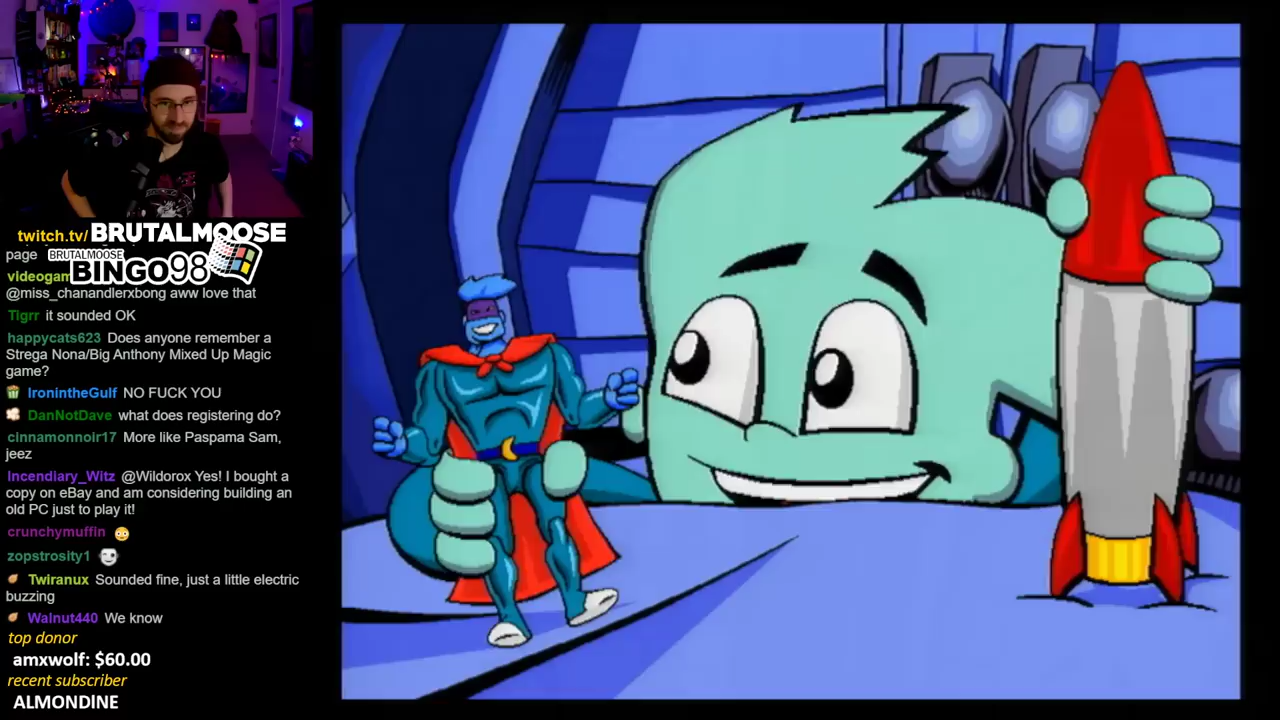 twitch.tv/BRUTALMOOSE
page
BRUTALMOOSE
BINGO98
videogam
@miss_chanandlerxbong aww love that
Tigrr it sounded OK
happycats623 Does anyone remember a
Strega Nona/Big Anthony Mixed Up Magic
game?
IronintheGulf NO FUCK YOU
DanNotDave what does registering do?
cinnamonnoir17 More like Paspama Sam,
jeez
Incendiary_Witz @Wildorox Yes! I bought a
copy on eBay and am considering building an
old PC just to play it!
crunchymuffin
zopstrosity1
Twiranux Sounded fine, just a little electric
buzzing
Walnut440 We know
top donor
amxwolf: $60.00
recent subscriber
ALMONDINE